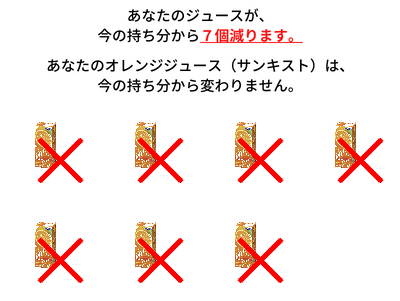 あなたのジュースが、
今の持ち分から７個減ります。
あなたのオレンジジュース（サンキスト）は、
今の持ち分から変わりません。